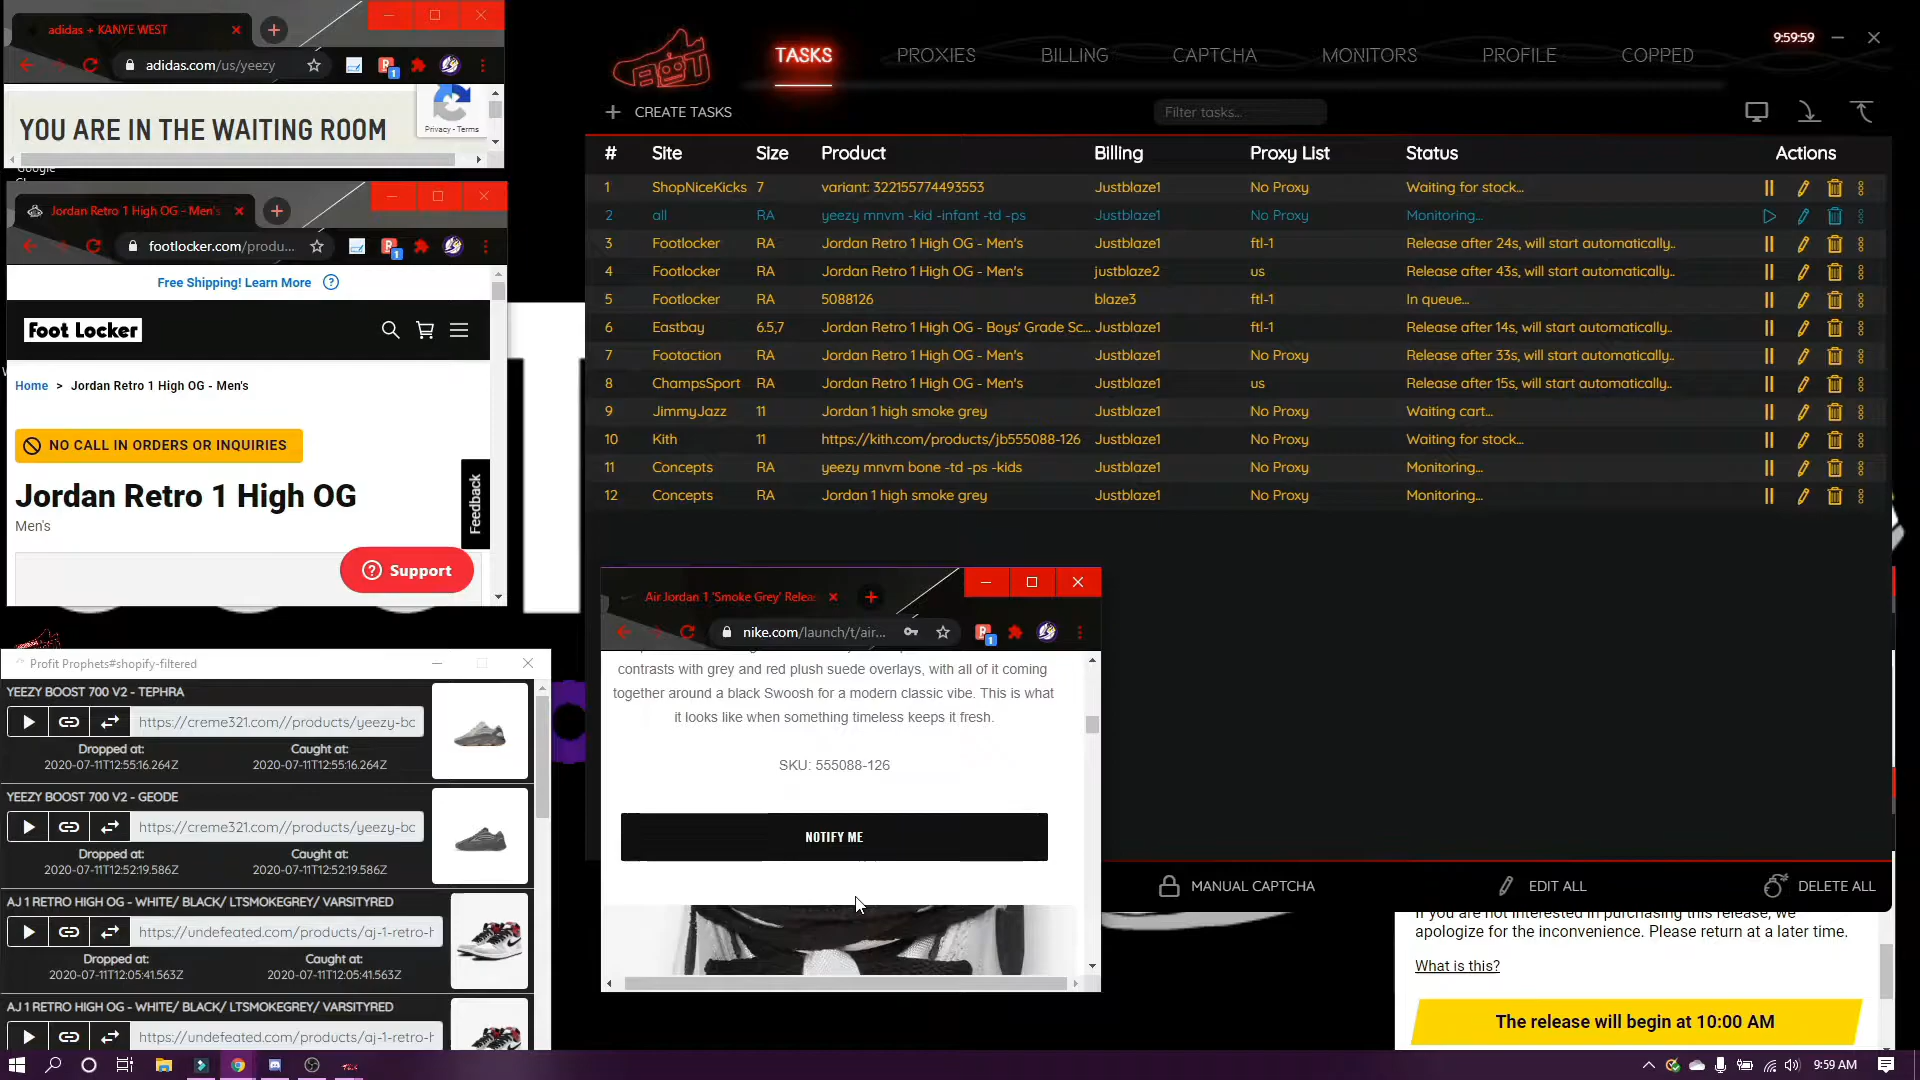 adidas + KANYE WEST
adidas.com/us/yeezy
YOU ARE IN THE WAITING ROOM
Privacy - Terms
Google
Jordan Retro 1 High OG - Men's
footlocker.com/produ...
Free Shipping! Learn More
Foot Locker
Home > Jordan Retro 1 High OG - Men's
NO CALL IN ORDERS OR INQUIRIES
Jordan Retro 1 High OG
Men's
Feedback
Support
Profit Prophets#shopify-filtered
YEEZY BOOST 700 V2 - TEPHRA
https://creme321.com//products/yeezy-bc
Dropped at: Caught at:
2020-07-11T12:55:16.264Z 2020-07-11T12:55:16.264Z
YEEZY BOOST 700 V2 - GEODE
https://creme321.com//products/yeezy-bc
Dropped at: Caught at:
2020-07-11T12:52:19.586Z 2020-07-11T12:52:19.586Z
AJ 1 RETRO HIGH OG - WHITE/ BLACK/ LTSMOKEGREY/ VARSITYRED
https://undefeated.com/products/aj-1-retro-h
Dropped at: Caught at:
2020-07-11T12:05:41.563Z 2020-07-11T12:05:41.563Z
AJ 1 RETRO HIGH OG - WHITE/ BLACK/ LTSMOKEGREY/ VARSITYRED
https://undefeated.com/products/aj-1-retro-h
TASKS PROXIES BILLING CAPTCHA MONITORS PROFILE COPPED
9:59:59
CREATE TASKS
Filter tasks...
# Site Size Product Billing Proxy List Status Actions
1 ShopNiceKicks 7 variant: 322155774493553 Justblaze1 No Proxy Waiting for stock...
2 all RA yeezy mnvm -kid -infant -td -ps Justblaze1 No Proxy Monitoring...
3 Footlocker RA Jordan Retro 1 High OG - Men's Justblaze1 ftl-1 Release after 24s, will start automatically..
4 Footlocker RA Jordan Retro 1 High OG - Men's justblaze2 us Release after 43s, will start automatically..
5 Footlocker RA 5088126 blaze3 ftl-1 In queue...
6 Eastbay 6.5,7 Jordan Retro 1 High OG - Boys' Grade Sc... Justblaze1 ftl-1 Release after 14s, will start automatically..
7 Footaction RA Jordan Retro 1 High OG - Men's Justblaze1 No Proxy Release after 33s, will start automatically..
8 ChampsSport RA Jordan Retro 1 High OG - Men's Justblaze1 us Release after 15s, will start automatically..
9 JimmyJazz 11 Jordan 1 high smoke grey Justblaze1 No Proxy Waiting cart...
10 Kith 11 https://kith.com/products/jb555088-126 Justblaze1 No Proxy Waiting for stock...
11 Concepts RA yeezy mnvm bone -td -ps -kids Justblaze1 No Proxy Monitoring...
12 Concepts RA Jordan 1 high smoke grey Justblaze1 No Proxy Monitoring...
Air Jordan 1 'Smoke Grey' Relea
nike.com/launch/t/air...
contrasts with grey and red plush suede overlays, with all of it coming
together around a black Swoosh for a modern classic vibe. This is what
it looks like when something timeless keeps it fresh.
SKU: 555088-126
NOTIFY ME
MANUAL CAPTCHA EDIT ALL DELETE ALL
If you are not interested in purchasing this release, we
apologize for the inconvenience. Please return at a later time.
What is this?
The release will begin at 10:00 AM
9:59 AM